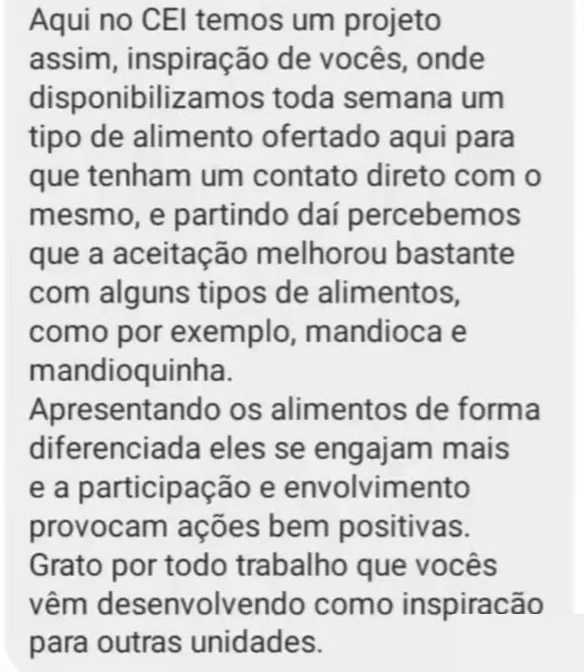 Aqui no CEI temos um projeto
assim, inspiração de vocês, onde
disponibilizamos toda semana um
tipo de alimento ofertado aqui para
que tenham um contato direto com o
mesmo, e partindo daí percebemos
que a aceitação melhorou bastante
com alguns tipos de alimentos,
como por exemplo, mandioca e
mandioquinha.
Apresentando os alimentos de forma
diferenciada eles se engajam mais
e a participação e envolvimento
provocam ações bem positivas.
Grato por todo trabalho que vocês
vêm desenvolvendo como inspiração
para outras unidades.